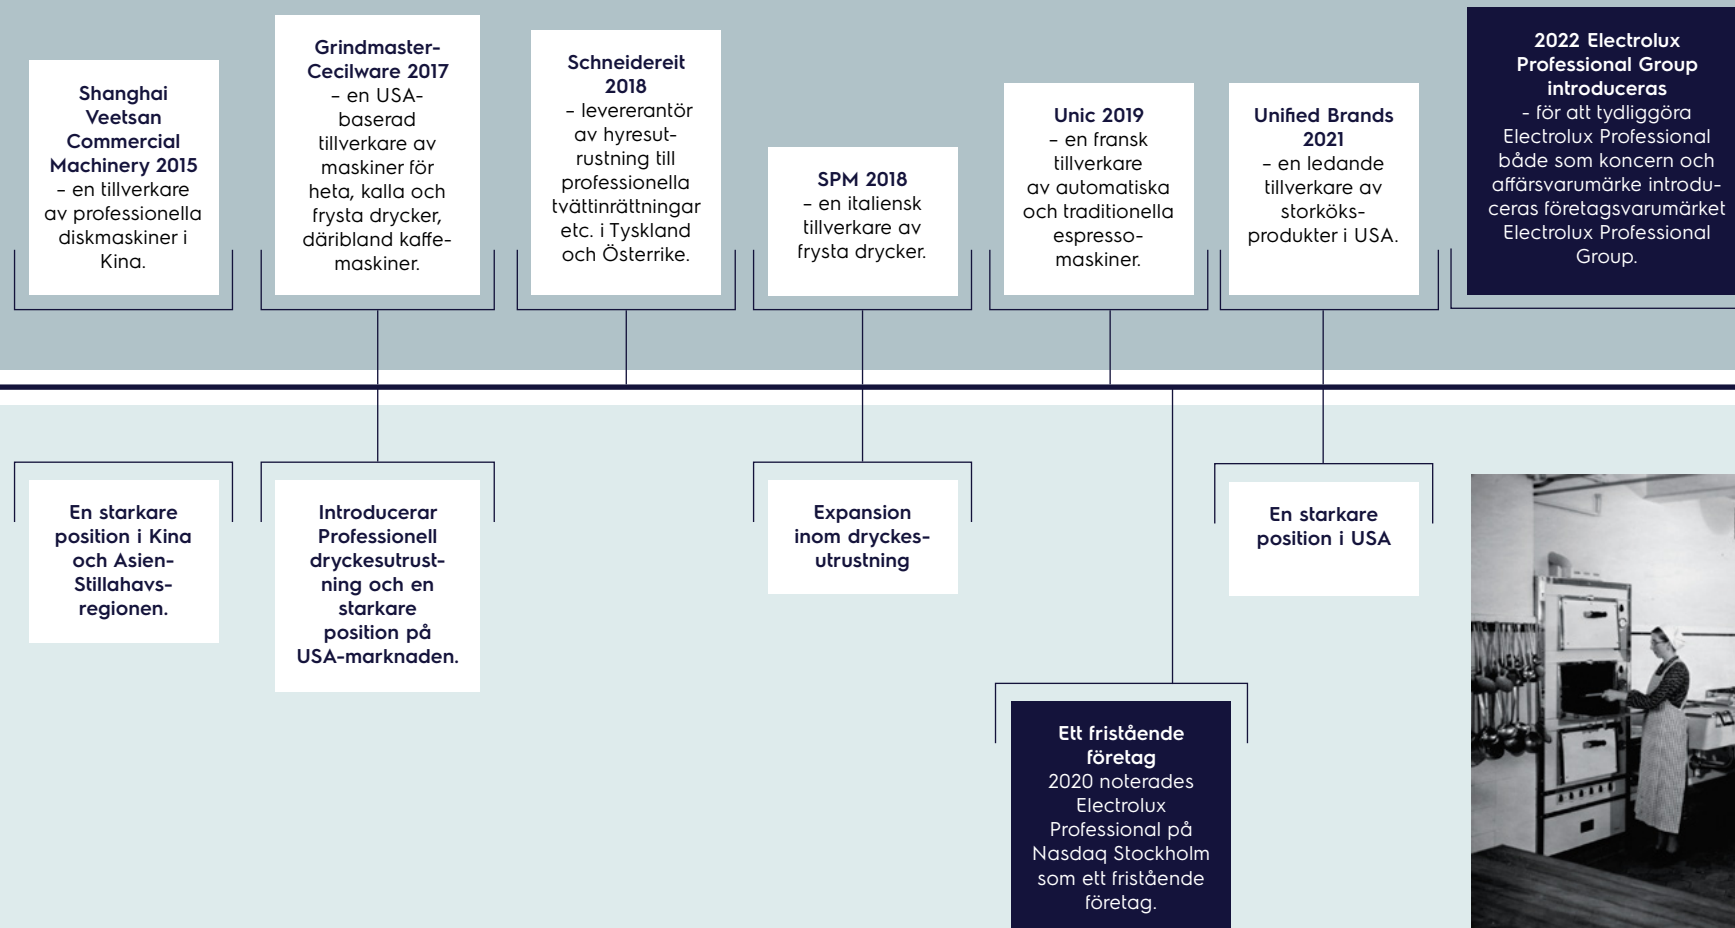 Shanghai
Veetsan
Commercial
Machinery 2015
– en tillverkare
av professionella
diskmaskiner i
Kina.
Grindmaster-
Cecilware 2017
– en USA-
baserad
tillverkare av
maskiner för
heta, kalla och
frysta drycker,
däribland kaffe-
maskiner.
Schneidereit
2018
– levererantör
av hyresut-
rustning till
professionella
tvättinrättningar
etc. i Tyskland
och Österrike.
SPM 2018
– en italiensk
tillverkare av
frysta drycker.
Unic 2019
– en fransk
tillverkare
av automatiska
och traditionella
espresso-
maskiner.
Unified Brands
2021
– en ledande
tillverkare av
storköks-
produkter i USA.
2022 Electrolux
Professional Group
introduceras
- för att tydliggöra
Electrolux Professional
både som koncern och
affärsvarumärke introdu-
ceras företagsvarumärket
Electrolux Professional
Group.
En starkare
position i Kina
och Asien-
Stillahavs-
regionen.
Introducerar
Professionell
dryckesutrust-
ning och en
starkare
position på
USA-marknaden.
Expansion
inom dryckes-
utrustning
En starkare
position i USA
Ett fristående
företag
2020 noterades
Electrolux
Professional på
Nasdaq Stockholm
som ett fristående
företag.